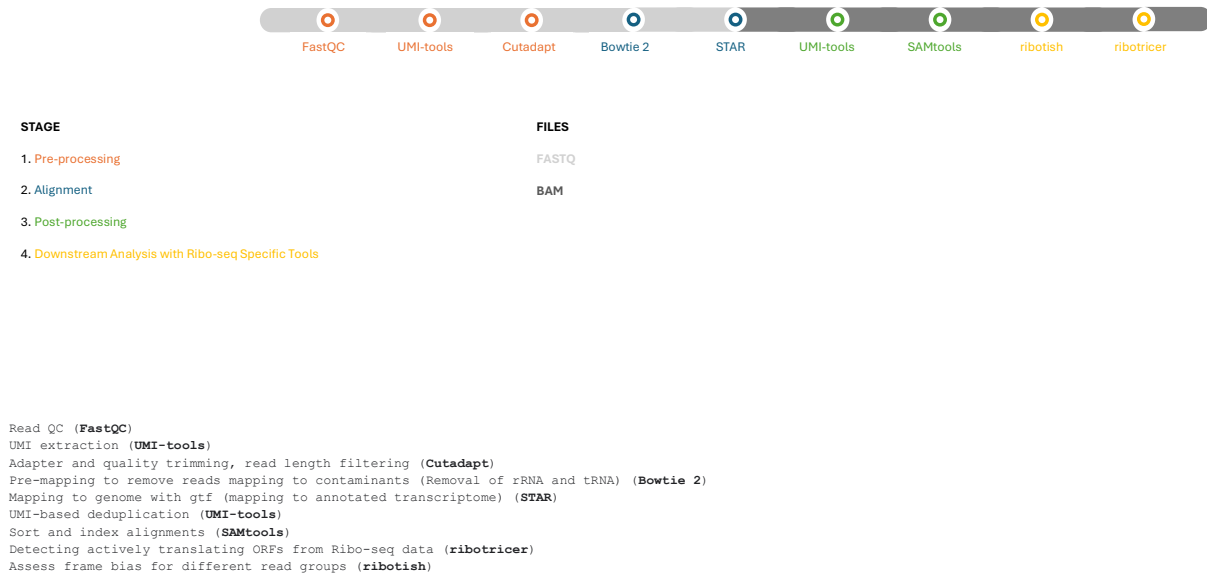 FastQC UMI-tools Cutadapt Bowtie 2 STAR UMI-tools SAMtools ribotish ribotricer
STAGE
1. Pre-processing
2. Alignment
3. Post-processing
4. Downstream Analysis with Ribo-seq Specific Tools
FILES
FASTQ
BAM
Read QC (FastQC)
UMI extraction (UMI-tools)
Adapter and quality trimming, read length filtering (Cutadapt)
Pre-mapping to remove reads mapping to contaminants (Removal of rRNA and tRNA) (Bowtie 2)
Mapping to genome with gtf (mapping to annotated transcriptome) (STAR)
UMI-based deduplication (UMI-tools)
Sort and index alignments (SAMtools)
Detecting actively translating ORFs from Ribo-seq data (ribotricer)
Assess frame bias for different read groups (ribotish)